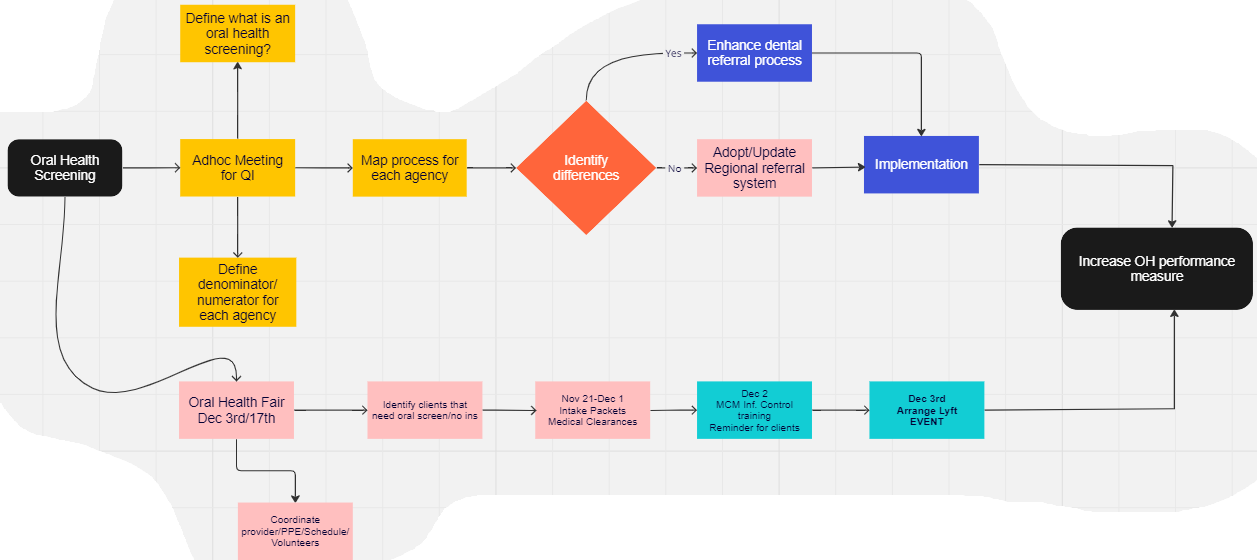 Define what is an
oral health
screening?
Oral Health
Screening
Adhoc Meeting
for QI
Map process for
each agency
Identify
differences
Yes
Enhance dental
referral process
No
Adopt/Update
Regional referral
system
Implementation
Increase OH performance
measure
Define
denominator/
numerator for
each agency
Oral Health Fair
Dec 3rd/17th
Identify clients that
need oral screen/no ins
Nov 21-Dec 1
Intake Packets
Medical Clearances
Dec 2
MCM Inf. Control
training
Reminder for clients
Dec 3rd
Arrange Lyft
EVENT
Coordinate
provider/PPE/Schedule/
Volunteers